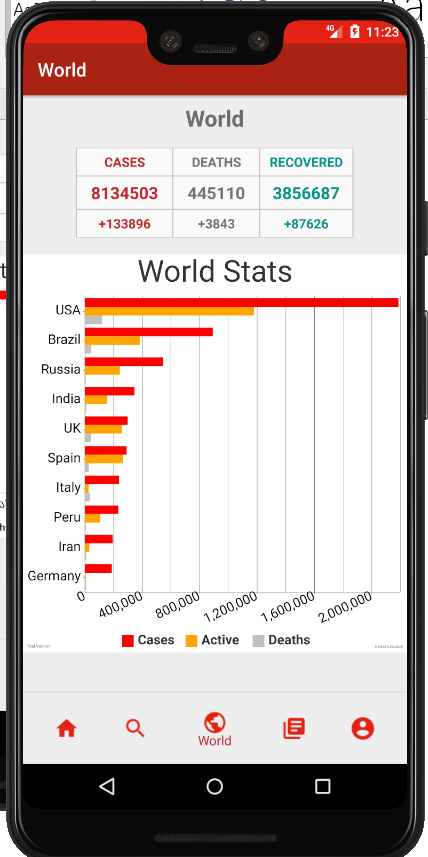 4G 11:23
World
World
CASES DEATHS RECOVERED
8134503 445110 3856687
+133896 +3843 +87626
World Stats
USA
Brazil
Russia
India
UK
Spain
Italy
Peru
Iran
Germany
0 400,000 800,000 1,200,000 1,600,000 2,000,000
Cases Active Deaths
Trial Version
World